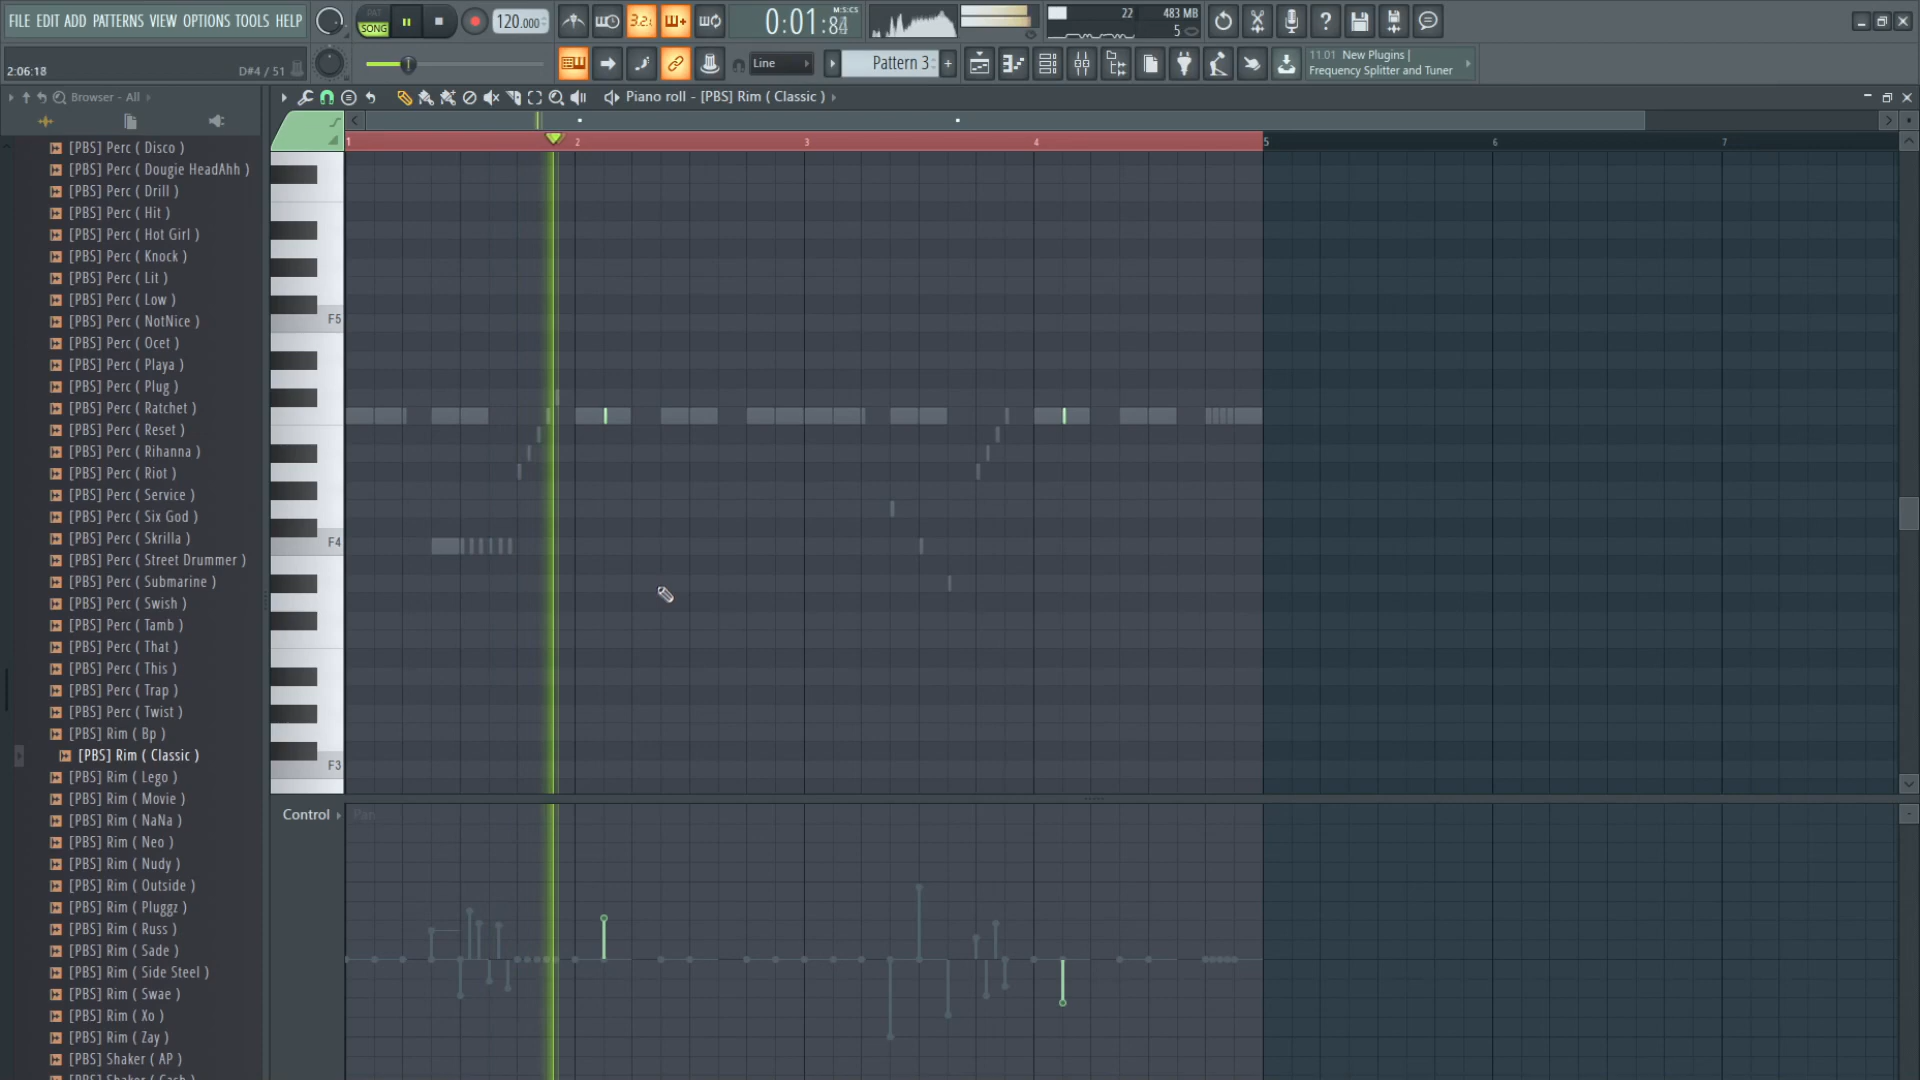 FILE EDIT ADD PATTERNS VIEW OPTIONS TOOLS HELP
PAT
SONG
120.000
3.2
0:01:84
M:S:CS
22
483 MB
5
2:06:18
D#4 / 51
Line
Pattern 3
11.01 New Plugins |
Frequency Splitter and Tuner
Browser - All
Piano roll - [PBS] Rim ( Classic )
1
2
3
4
5
6
7
[PBS] Perc ( Disco )
[PBS] Perc ( Dougie HeadAhh )
[PBS] Perc ( Drill )
[PBS] Perc ( Hit )
[PBS] Perc ( Hot Girl )
[PBS] Perc ( Knock )
[PBS] Perc ( Lit )
[PBS] Perc ( Low )
[PBS] Perc ( NotNice )
[PBS] Perc ( Ocet )
[PBS] Perc ( Playa )
[PBS] Perc ( Plug )
[PBS] Perc ( Ratchet )
[PBS] Perc ( Reset )
[PBS] Perc ( Rihanna )
[PBS] Perc ( Riot )
[PBS] Perc ( Service )
[PBS] Perc ( Six God )
[PBS] Perc ( Skrilla )
[PBS] Perc ( Street Drummer )
[PBS] Perc ( Submarine )
[PBS] Perc ( Swish )
[PBS] Perc ( Tamb )
[PBS] Perc ( That )
[PBS] Perc ( This )
[PBS] Perc ( Trap )
[PBS] Perc ( Twist )
[PBS] Rim ( Bp )
[PBS] Rim ( Classic )
[PBS] Rim ( Lego )
[PBS] Rim ( Movie )
[PBS] Rim ( NaNa )
[PBS] Rim ( Neo )
[PBS] Rim ( Nudy )
[PBS] Rim ( Outside )
[PBS] Rim ( Pluggz )
[PBS] Rim ( Russ )
[PBS] Rim ( Sade )
[PBS] Rim ( Side Steel )
[PBS] Rim ( Swae )
[PBS] Rim ( Xo )
[PBS] Rim ( Zay )
[PBS] Shaker ( AP )
F5
F4
F3
Control
Pan